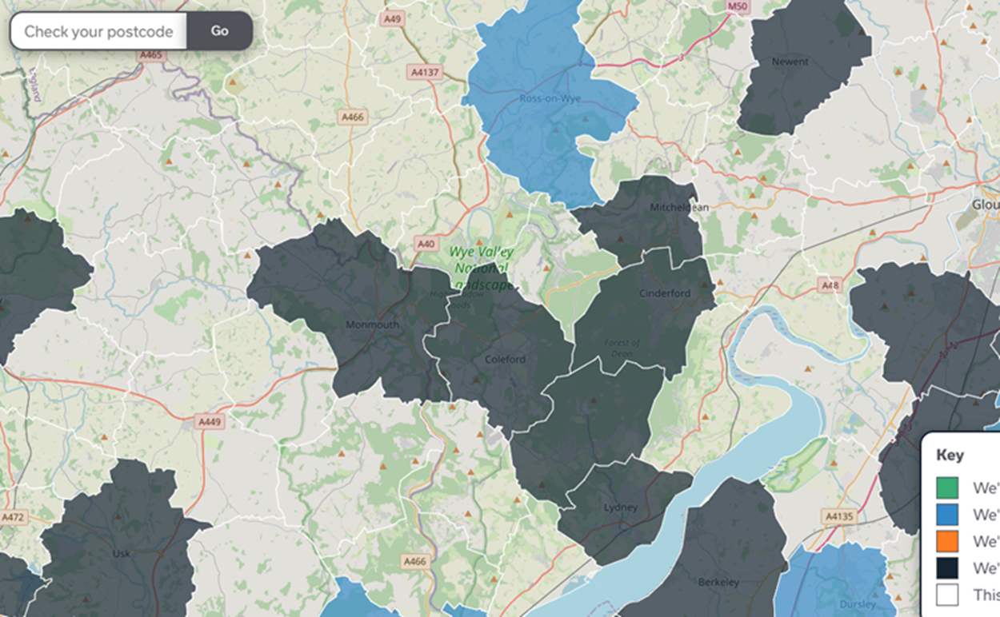 Check your postcode
Go
A49
M50
A465
A4137
Newent
A466
Ross-on-Wye
Mitcheldean
Glou
A40
Wye Valley
National
Landscape
A48
Cinderford
Monmouth
Forest of
Dean
Coleford
A449
Key
We'
We'
We'
We'
This
Lydney
A472
A4135
Usk
A466
Berkeley
Dursley